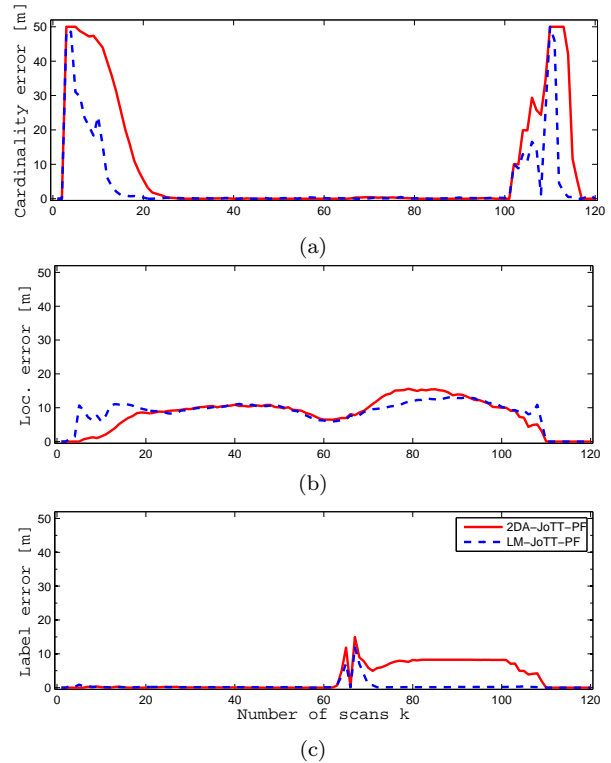 Cardinality error [m]
50
40
30
20
10
0
0 20 40 60 80 100 120
(a)
Loc. error [m]
50
40
30
20
10
0
0 20 40 60 80 100 120
(b)
Label error [m]
50
40
30
20
10
0
2DA-JoTT-PF
LM-JoTT-PF
0 20 40 60 80 100 120
Number of scans k
(c)